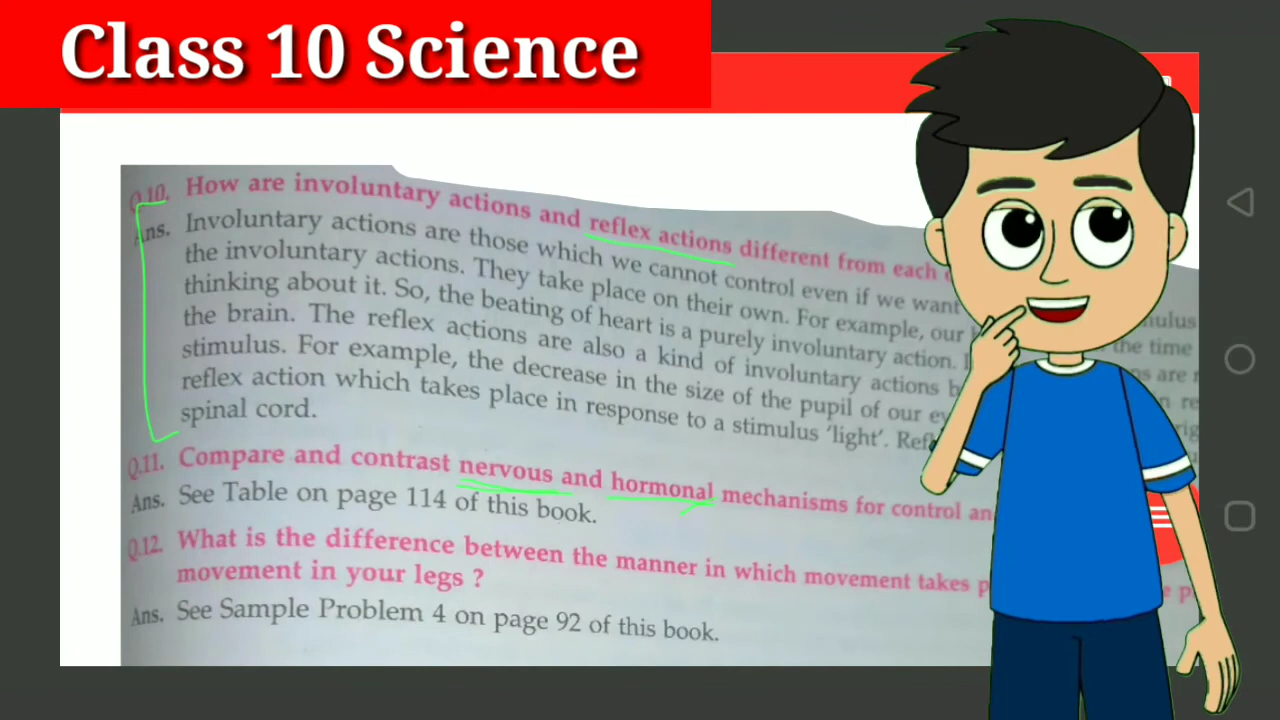 Class 10 Science
Q.10. How are involuntary actions and reflex actions different from each
Ans. Involuntary actions are those which we cannot control even if we want
the involuntary actions. They take place on their own. For example, our
thinking about it. So, the beating of heart is a purely involuntary action. the time
the brain. The reflex actions are also a kind of involuntary actions are
stimulus. For example, the decrease in the size of the pupil of our
reflex action which takes place in response to a stimulus 'light'.
spinal cord.
Q.11. Compare and contrast nervous and hormonal mechanisms for control
Ans. See Table on page 114 of this book.
Q.12. What is the difference between the manner in which movement takes
movement in your legs ?
Ans. See Sample Problem 4 on page 92 of this book.